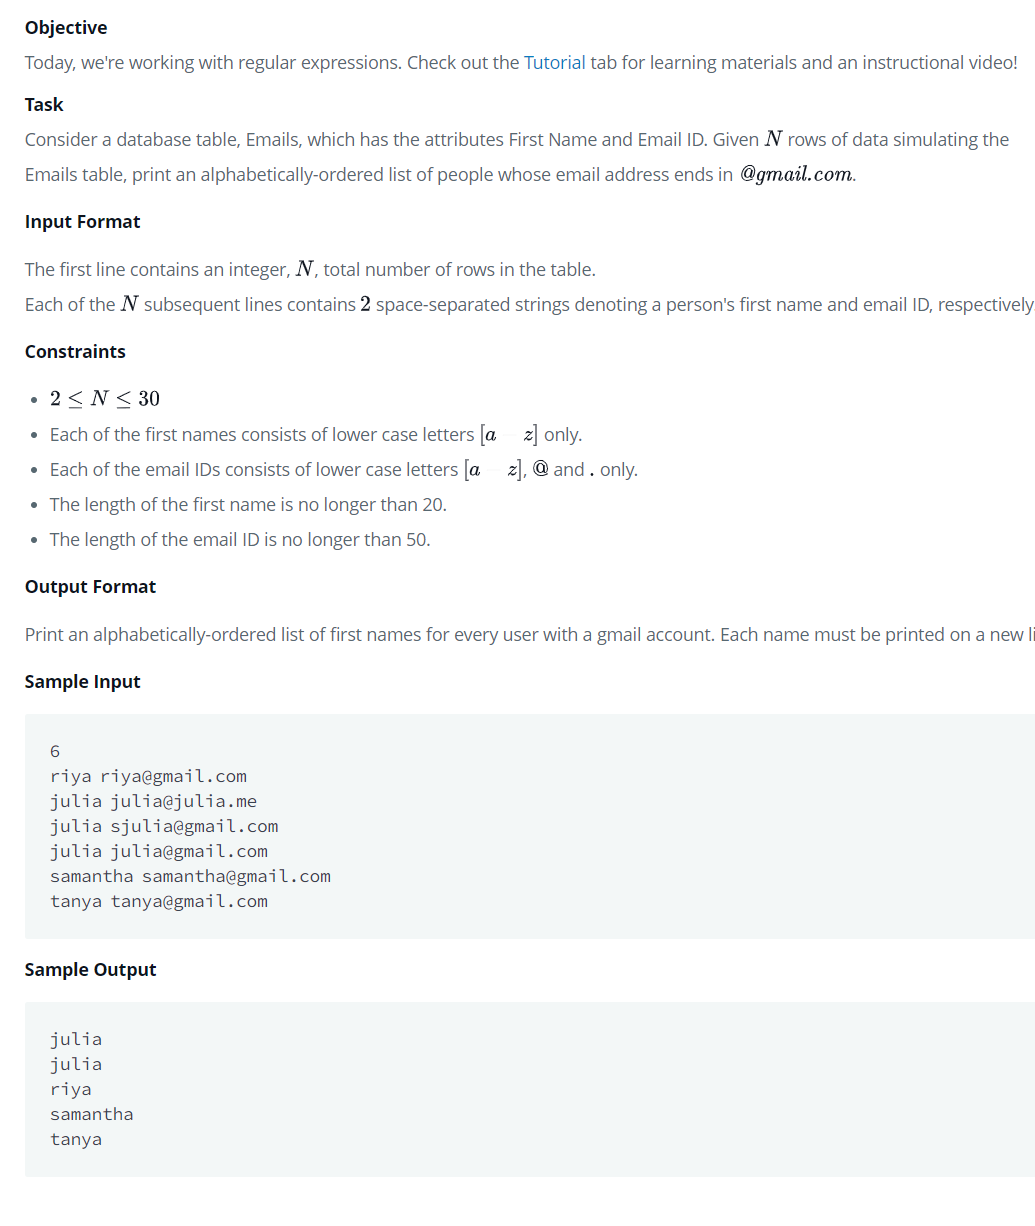 Objective
Today, we're working with regular expressions. Check out the Tutorial tab for learning materials and an instructional video!
Task
Consider a database table, Emails, which has the attributes First Name and Email ID. Given N rows of data simulating the
Emails table, print an alphabetically-ordered list of people whose email address ends in @gmail.com.
Input Format
The first line contains an integer, N, total number of rows in the table.
Each of the N subsequent lines contains 2 space-separated strings denoting a person's first name and email ID, respectively
Constraints
• 2 ≤ N ≤ 30
• Each of the first names consists of lower case letters [a z] only.
• Each of the email IDs consists of lower case letters [a z], @ and . only.
• The length of the first name is no longer than 20.
• The length of the email ID is no longer than 50.
Output Format
Print an alphabetically-ordered list of first names for every user with a gmail account. Each name must be printed on a new
Sample Input
6
riya riya@gmail.com
julia julia@julia.me
julia sjulia@gmail.com
julia julia@gmail.com
samantha samantha@gmail.com
tanya tanya@gmail.com
Sample Output
julia
julia
riya
samantha
tanya